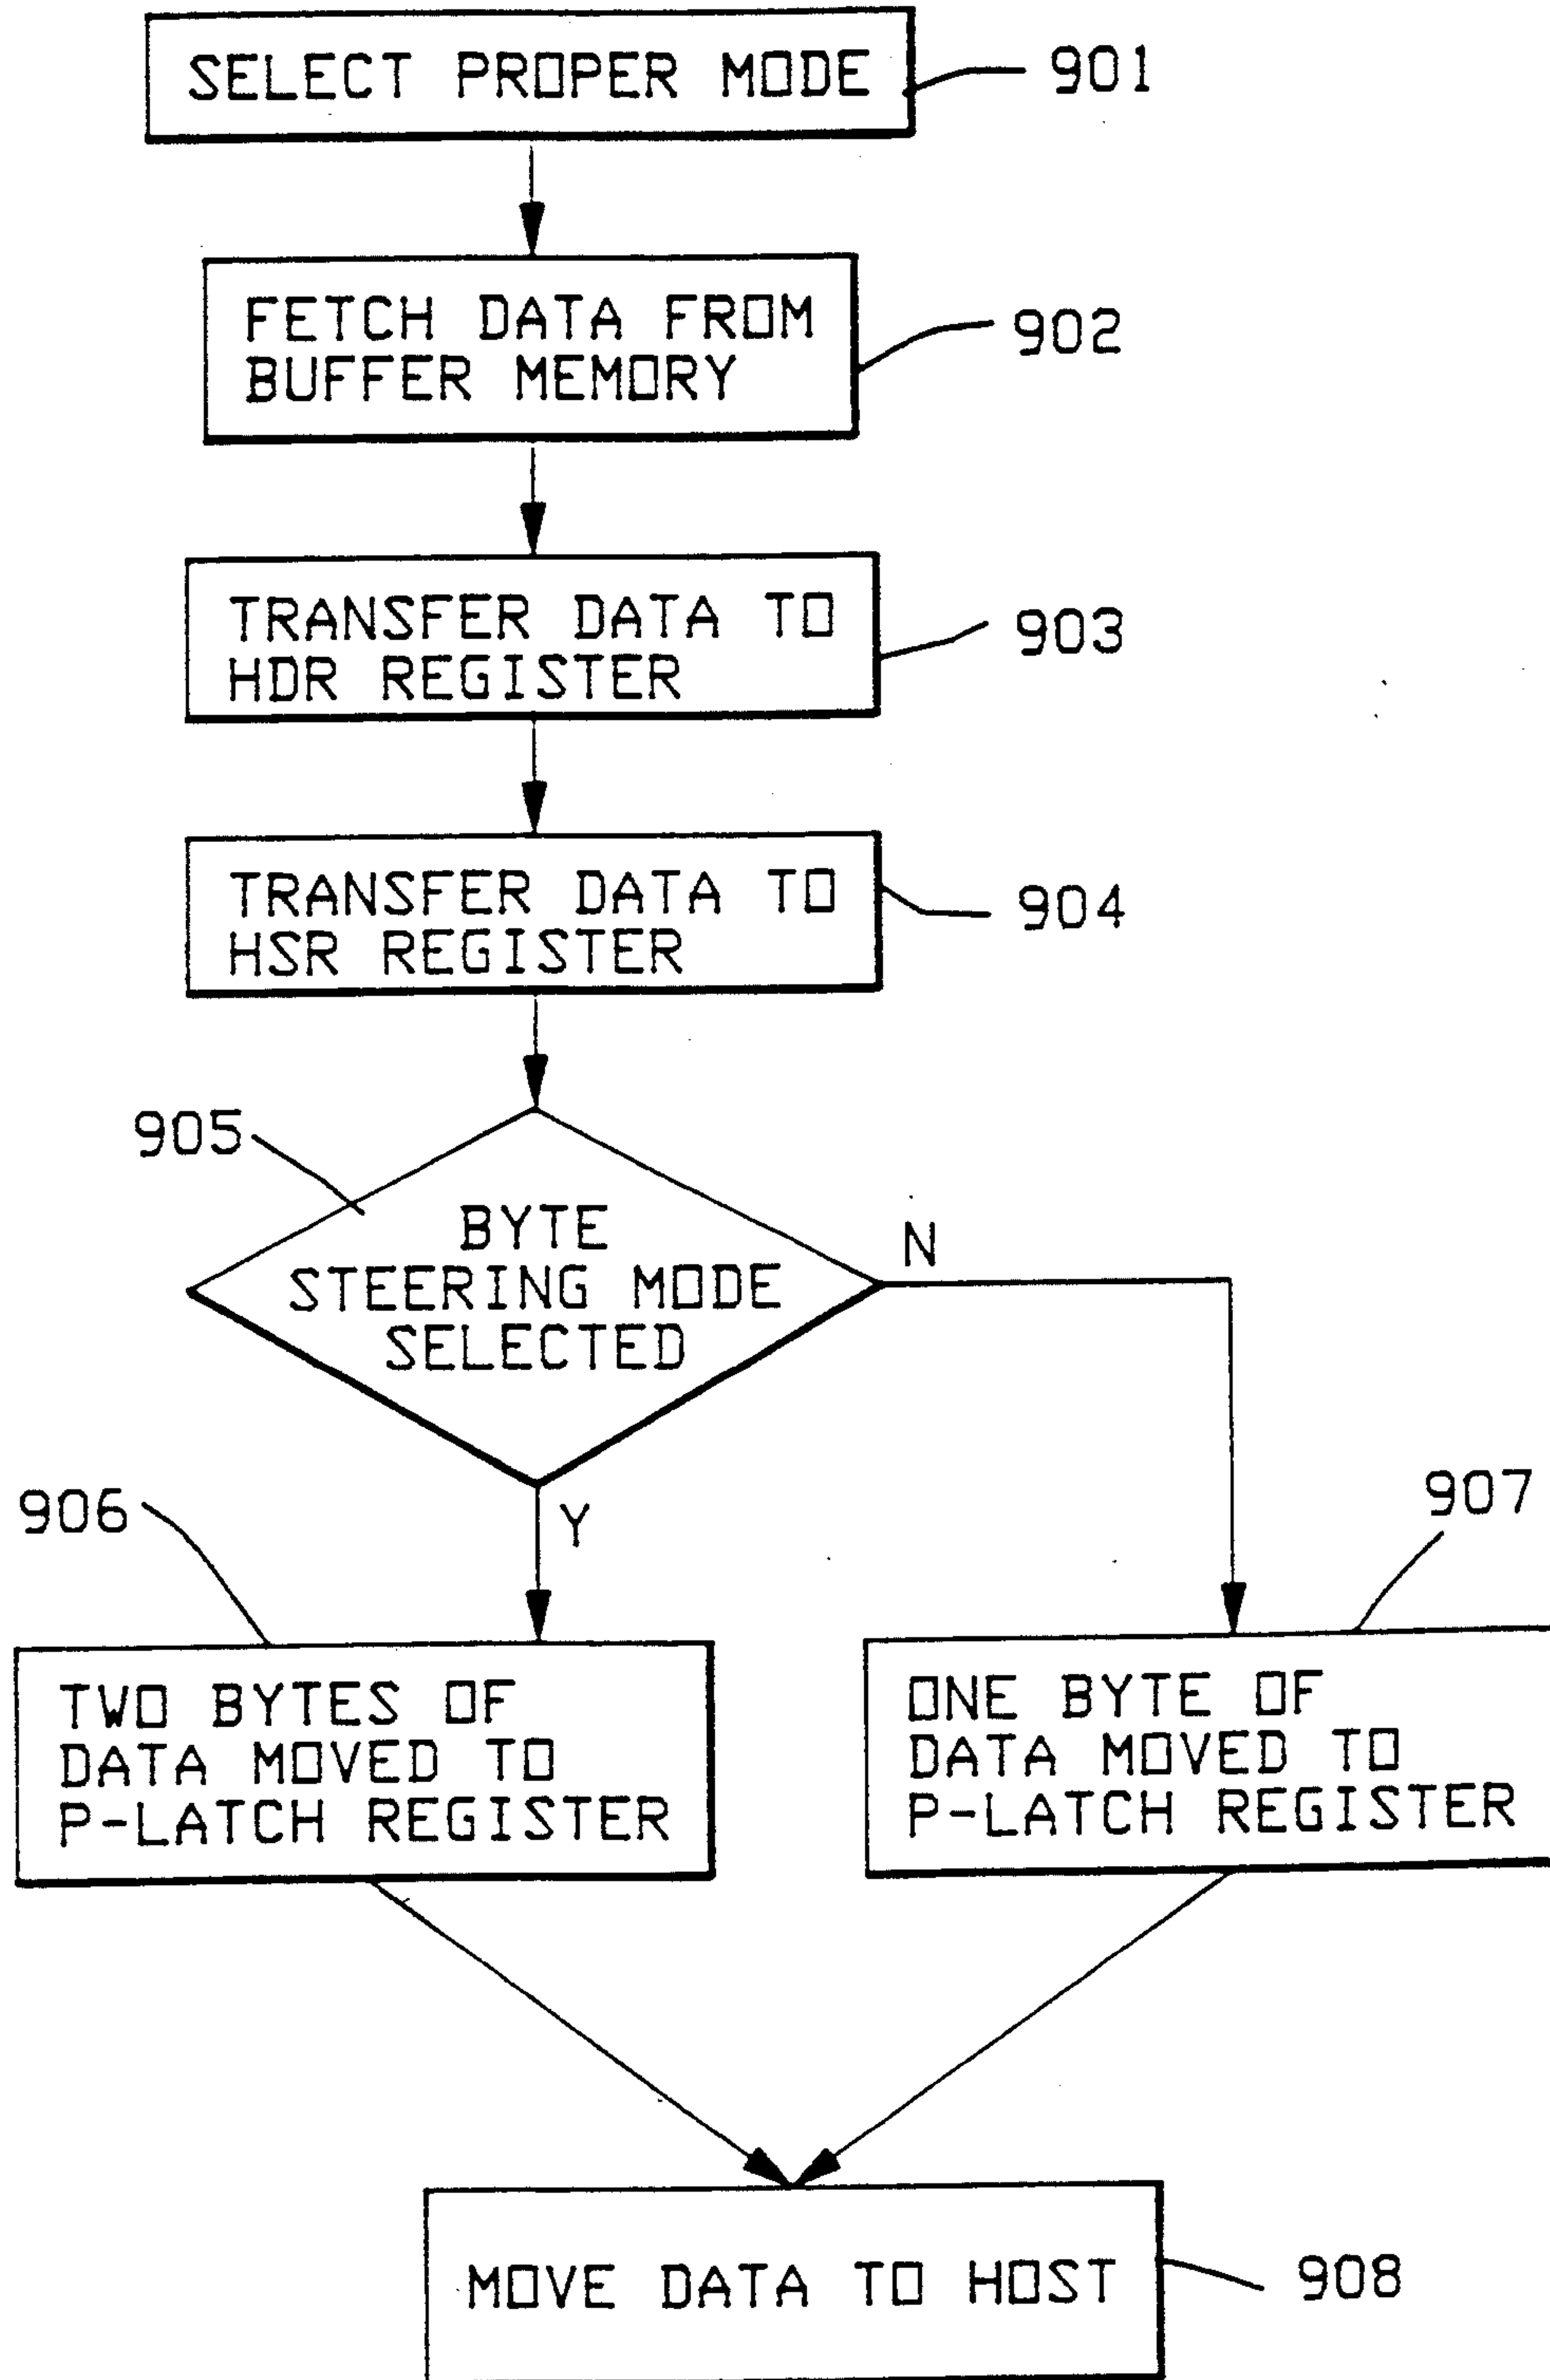 SELECT PROPER MODE
901
FETCH DATA FROM
BUFFER MEMORY
902
TRANSFER DATA TO
HDR REGISTER
903
TRANSFER DATA TO
HSR REGISTER
904
905
BYTE
STEERING MODE
SELECTED
N
Y
906
TWO BYTES OF
DATA MOVED TO
P-LATCH REGISTER
907
ONE BYTE OF
DATA MOVED TO
P-LATCH REGISTER
MOVE DATA TO HOST
908